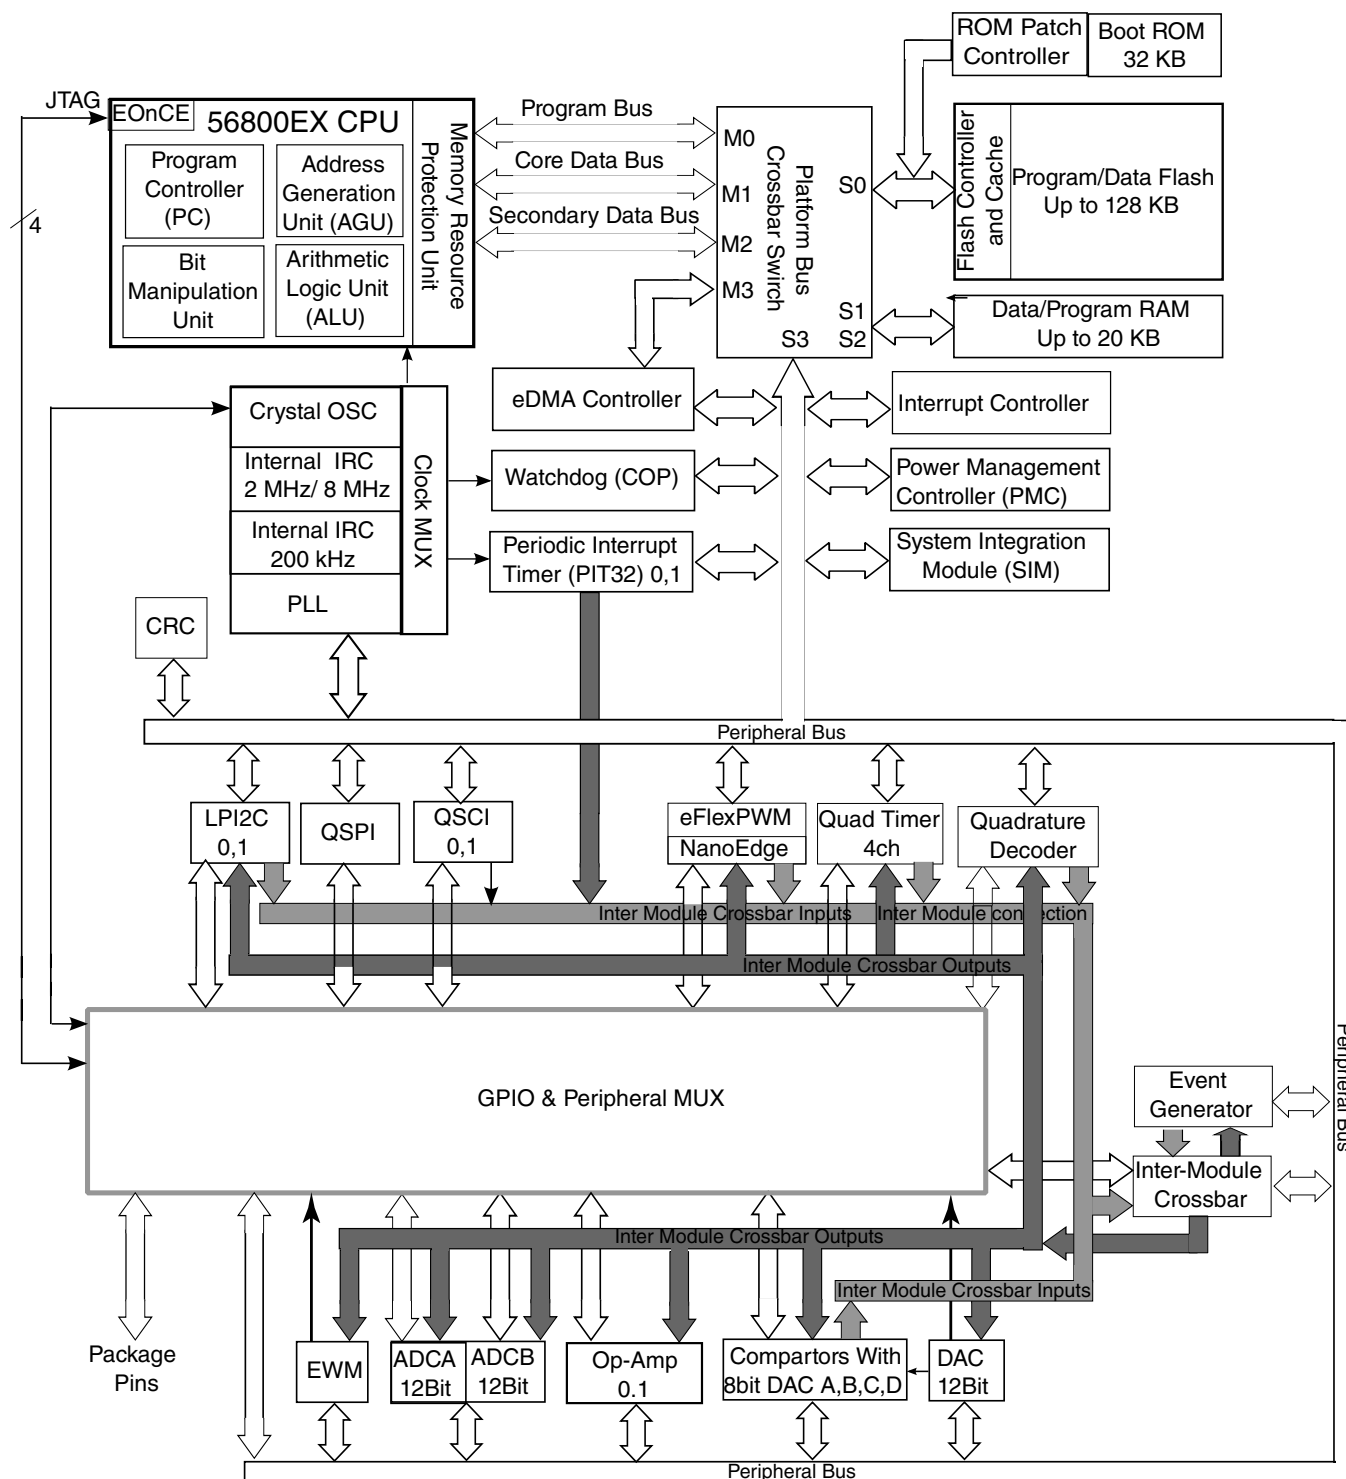 ROM Patch
Controller
Boot ROM
32 KB
JTAG
EOnCE
56800EX CPU
Program
Controller
(PC)
Address
Generation
Unit (AGU)
Bit
Manipulation
Unit
Arithmetic
Logic Unit
(ALU)
Memory Resource
Protection Unit
Program Bus
Core Data Bus
Secondary Data Bus
M0
M1
M2
M3
Platform Bus
Crossbar Swirch
S0
S1
S2
S3
Flash Controller
and Cache
Program/Data Flash
Up to 128 KB
Data/Program RAM
Up to 20 KB
4
Crystal OSC
Internal IRC
2 MHz/ 8 MHz
Internal IRC
200 kHz
PLL
Clock MUX
eDMA Controller
Watchdog (COP)
Periodic Interrupt
Timer (PIT32) 0,1
Interrupt Controller
Power Management
Controller (PMC)
System Integration
Module (SIM)
CRC
Peripheral Bus
LPI2C
0,1
QSPI
QSCI
0,1
eFlexPWM
NanoEdge
Quad Timer
4ch
Quadrature
Decoder
Inter Module Crossbar Inputs
Inter Module connection
Inter Module Crossbar Outputs
GPIO & Peripheral MUX
Peripheral Bus
Event
Generator
Inter-Module
Crossbar
Inter Module Crossbar Outputs
Inter Module Crossbar Inputs
Package
Pins
EWM
ADCA
12Bit
ADCB
12Bit
Op-Amp
0.1
Compartors With
8bit DAC A,B,C,D
DAC
12Bit
Peripheral Bus